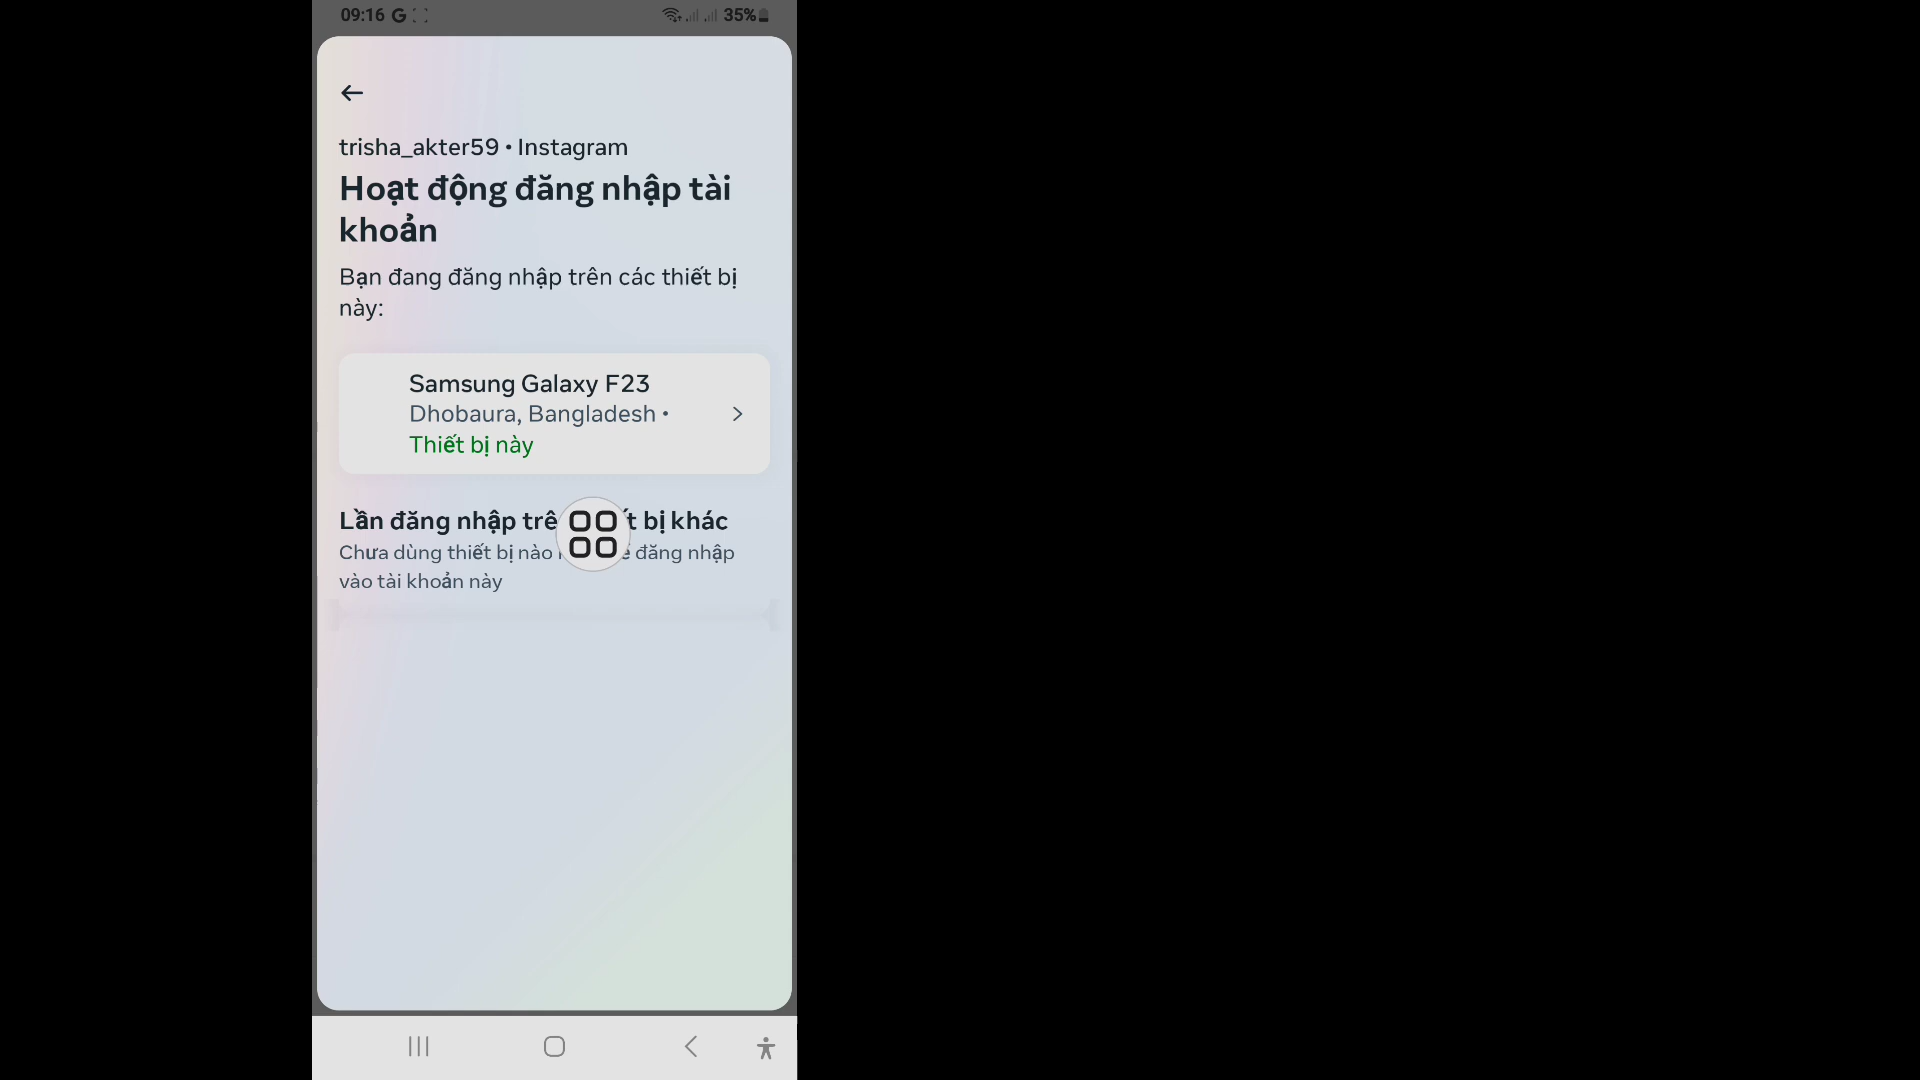 09:16 G 35%
trisha_akter59 • Instagram
Hoạt động đăng nhập tài
khoản
Bạn đang đăng nhập trên các thiết bị
này:
Samsung Galaxy F23
Dhobaura, Bangladesh •
Thiết bị này
Lần đăng nhập bị khác
Chưa dùng thiết bị nào đăng nhập
vào tài khoản này